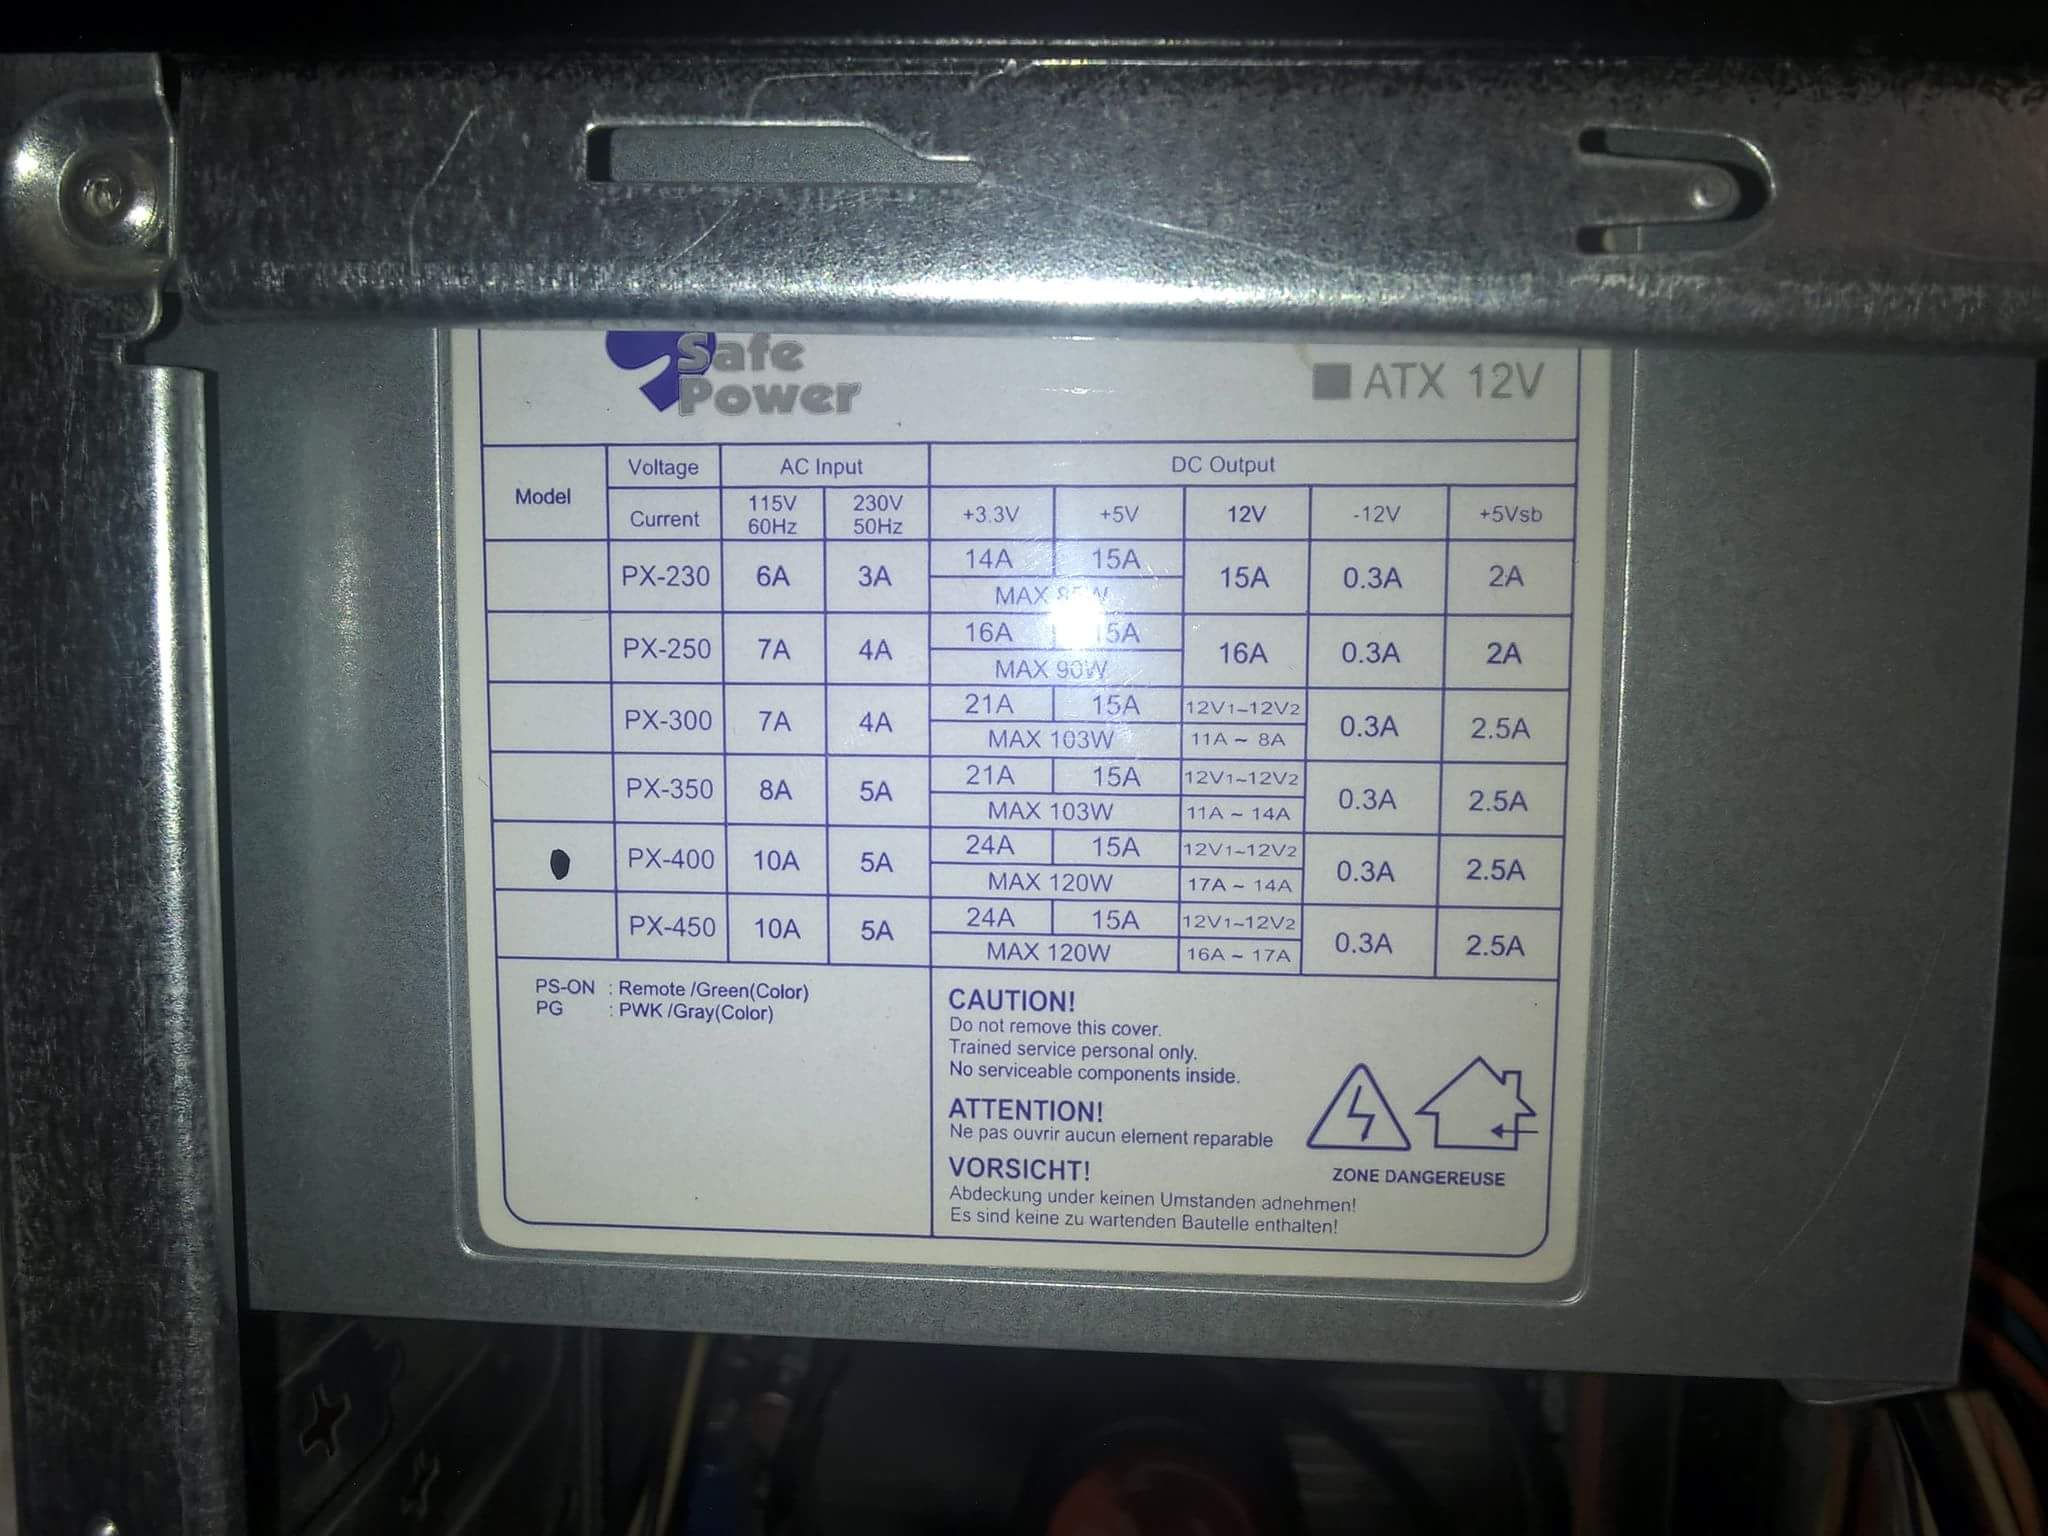 Safe
Power
ATX 12V
Model Voltage AC Input DC Output
Current 115V 60Hz 230V 50Hz +3.3V +5V 12V -12V +5Vsb
PX-230 6A 3A 14A 15A 15A 0.3A 2A
MAX
PX-250 7A 4A 16A 15A 16A 0.3A 2A
MAX 90W
PX-300 7A 4A 21A 15A 12V1~12V2 0.3A 2.5A
MAX 103W 11A ~ 8A
PX-350 8A 5A 21A 15A 12V1~12V2 0.3A 2.5A
MAX 103W 11A ~ 14A
PX-400 10A 5A 24A 15A 12V1~12V2 0.3A 2.5A
MAX 120W 17A ~ 14A
PX-450 10A 5A 24A 15A 12V1~12V2 0.3A 2.5A
MAX 120W 16A ~ 17A
PS-ON : Remote /Green(Color)
PG : PWK /Gray(Color)
CAUTION!
Do not remove this cover.
Trained service personal only.
No serviceable components inside.
ATTENTION!
Ne pas ouvrir aucun element reparable
VORSICHT!
Abdeckung under keinen Umstanden adnehmen!
Es sind keine zu wartenden Bautelle enthalten!
ZONE DANGEREUSE